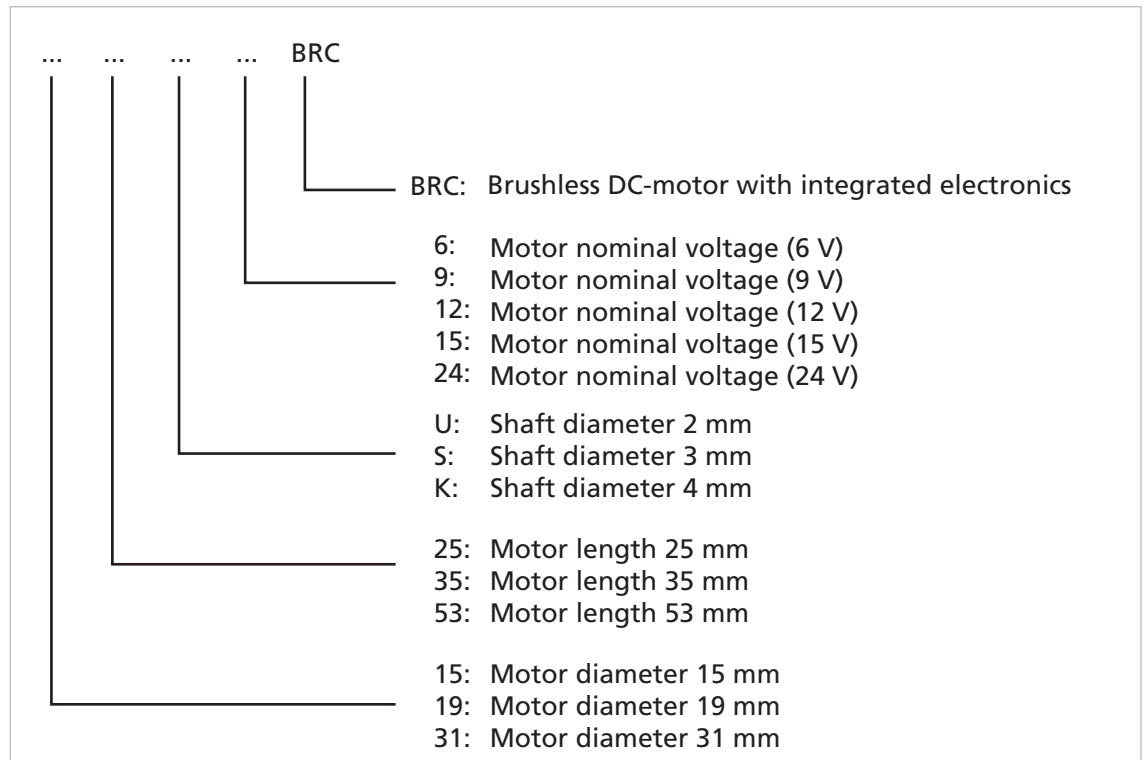 ... ... ... ... BRC
BRC: Brushless DC-motor with integrated electronics
6: Motor nominal voltage (6 V)
9: Motor nominal voltage (9 V)
12: Motor nominal voltage (12 V)
15: Motor nominal voltage (15 V)
24: Motor nominal voltage (24 V)
U: Shaft diameter 2 mm
S: Shaft diameter 3 mm
K: Shaft diameter 4 mm
25: Motor length 25 mm
35: Motor length 35 mm
53: Motor length 53 mm
15: Motor diameter 15 mm
19: Motor diameter 19 mm
31: Motor diameter 31 mm